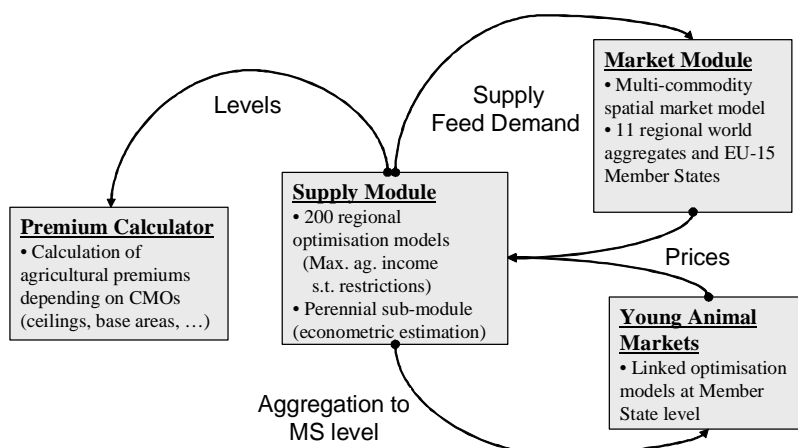 Levels
Supply
Feed Demand
Market Module
• Multi-commodity
spatial market model
• 11 regional world
aggregates and EU-15
Member States
Premium Calculator
• Calculation of
agricultural premiums
depending on CMOs
(ceilings, base areas, …)
Supply Module
• 200 regional
optimisation models
(Max. ag. income
s.t. restrictions)
• Perennial sub-module
(econometric estimation)
Prices
Young Animal
Markets
• Linked optimisation
models at Member
State level
Aggregation to
MS level